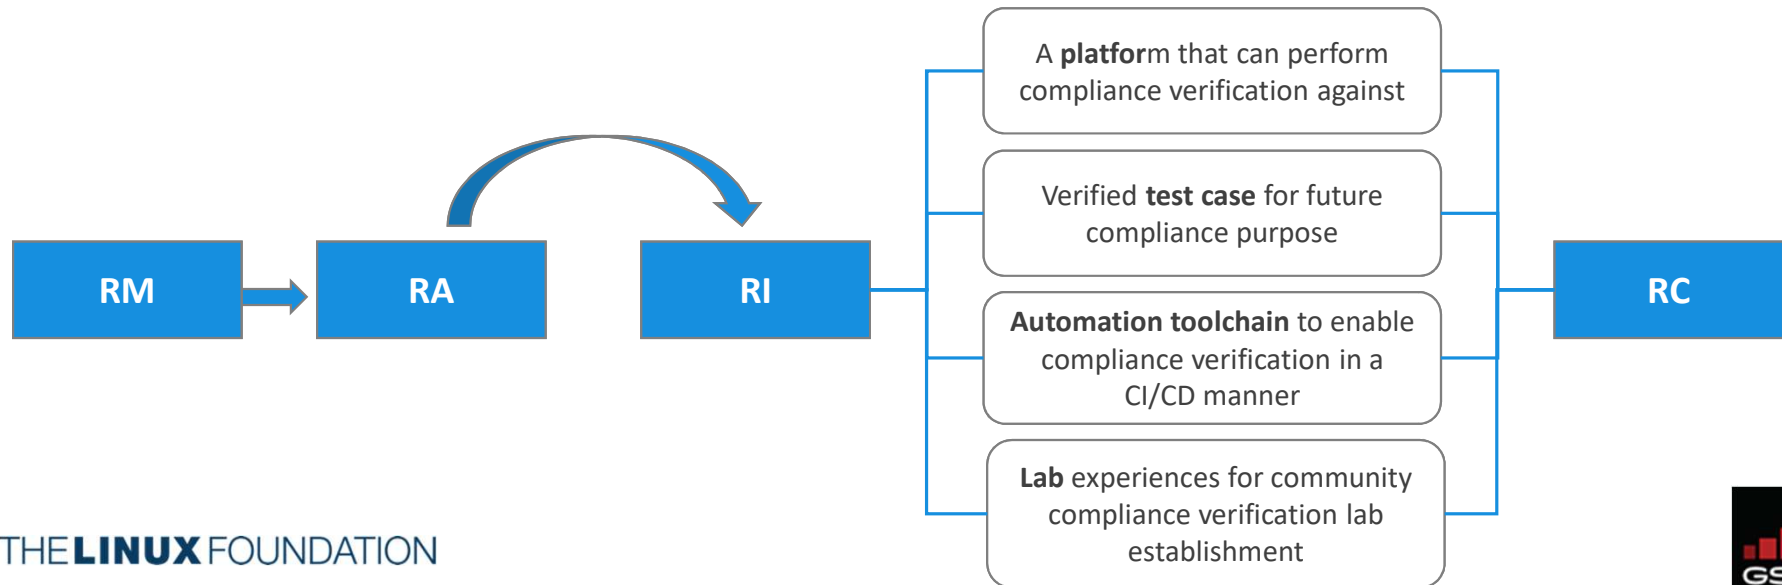 A platform that can perform
compliance verification against
Verified test case for future
compliance purpose
RM
RA
RI
RC
Automation toolchain to enable
compliance verification in a
CI/CD manner
Lab experiences for community
compliance verification lab
establishment
THE LINUX FOUNDATION
GS